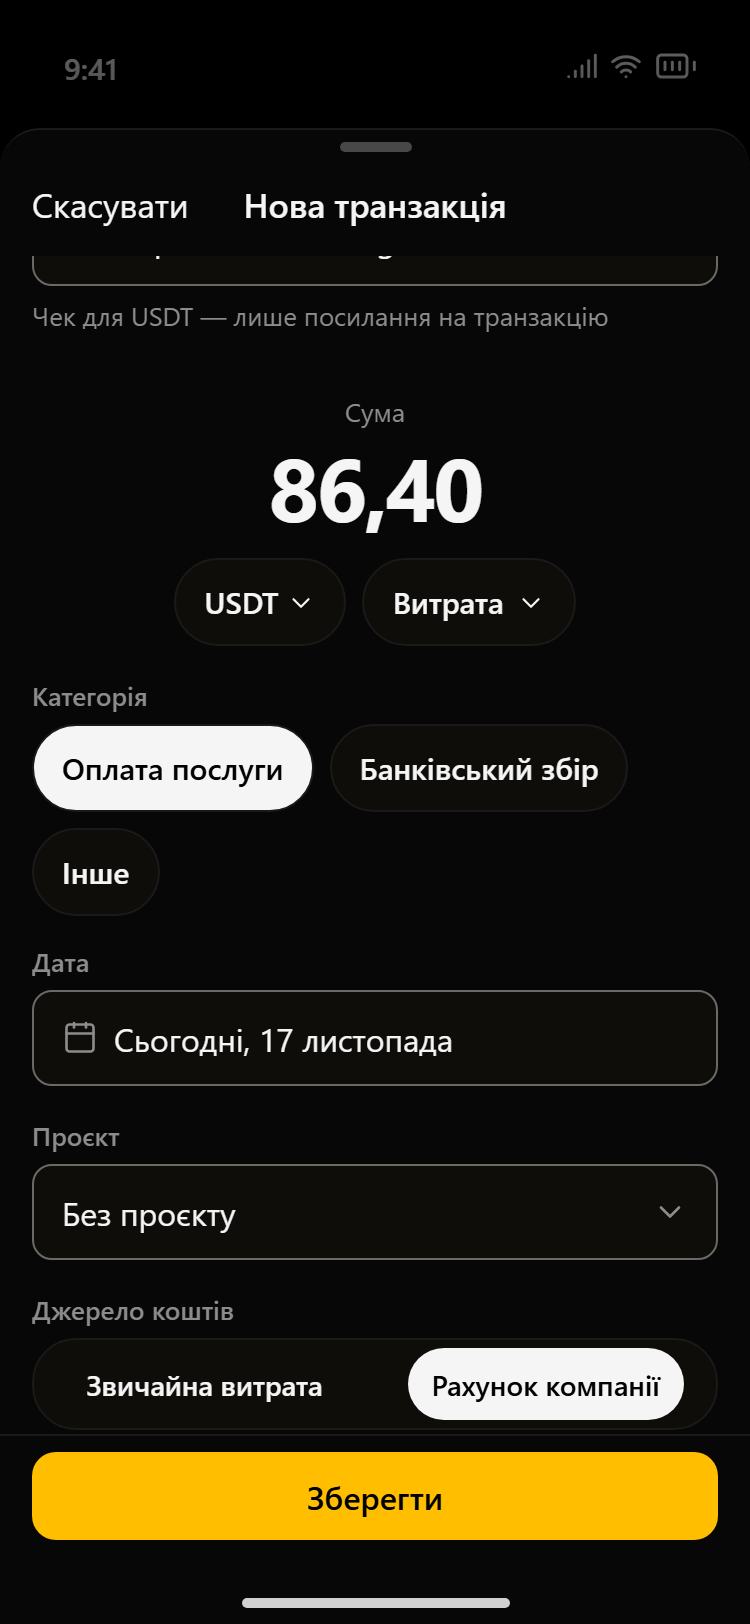 9:41
Скасувати
Нова транзакція
Чек для USDT — лише посилання на транзакцію
Сума
86,40
USDT
Витрата
Категорія
Оплата послуги
Банківський збір
Інше
Дата
Сьогодні, 17 листопада
Проєкт
Без проєкту
Джерело коштів
Звичайна витрата
Рахунок компанії
Зберегти